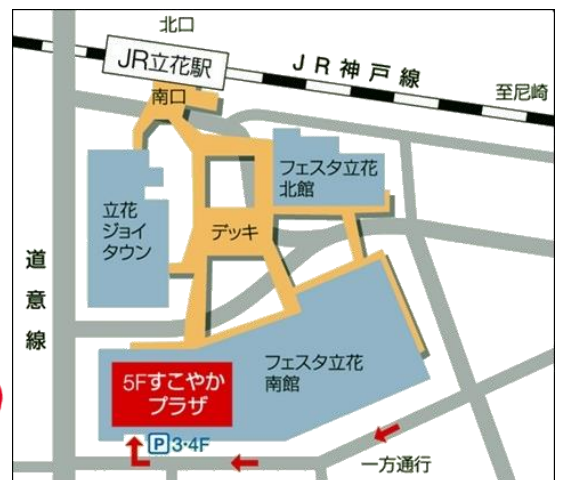 北口
JR立花駅
JR神戸線
南口
至尼崎
フェスタ立花
北館
立花
ジョイ
タウン
デッキ
道意線
フェスタ立花
南館
5Fすこやか
プラザ
P3・4F
一方通行